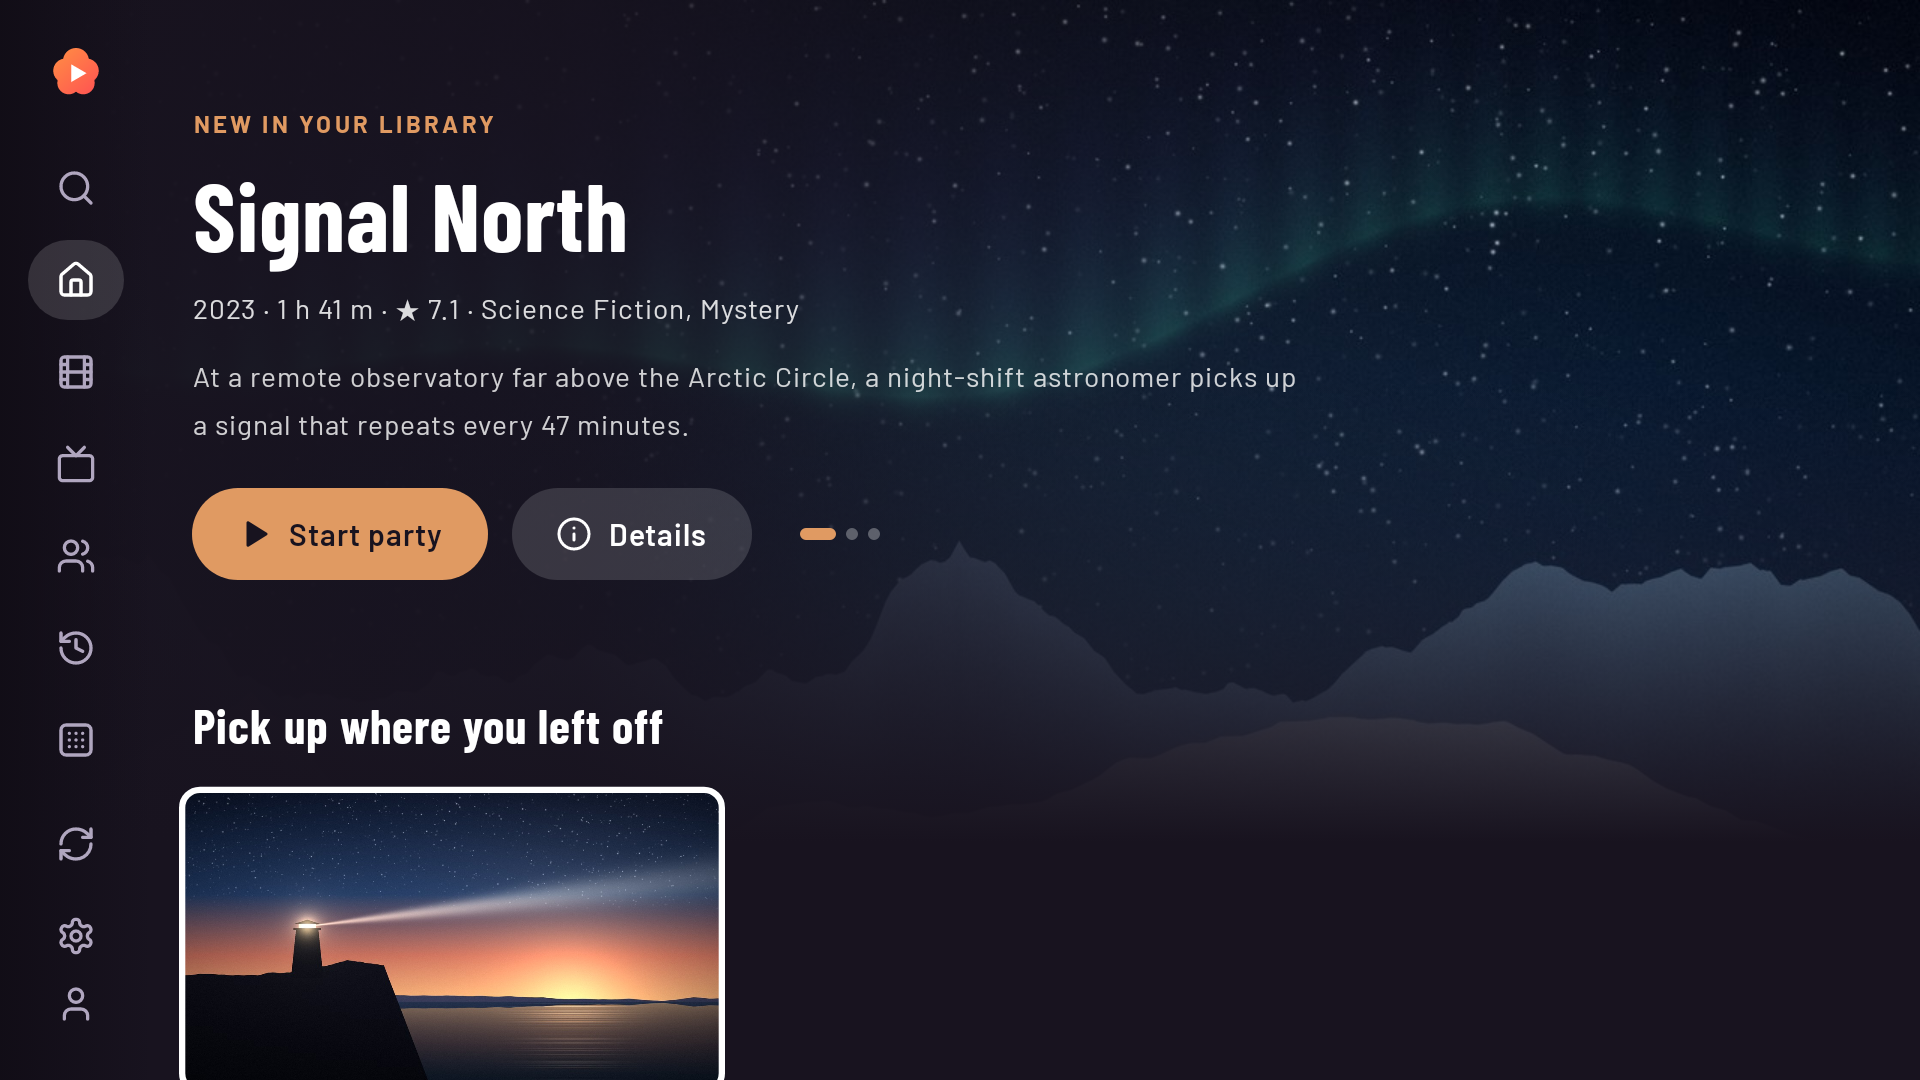 NEW IN YOUR LIBRARY
Signal North
2023 · 1 h 41 m · ★ 7.1 · Science Fiction, Mystery
At a remote observatory far above the Arctic Circle, a night-shift astronomer picks up
a signal that repeats every 47 minutes.
Start party
Details
Pick up where you left off